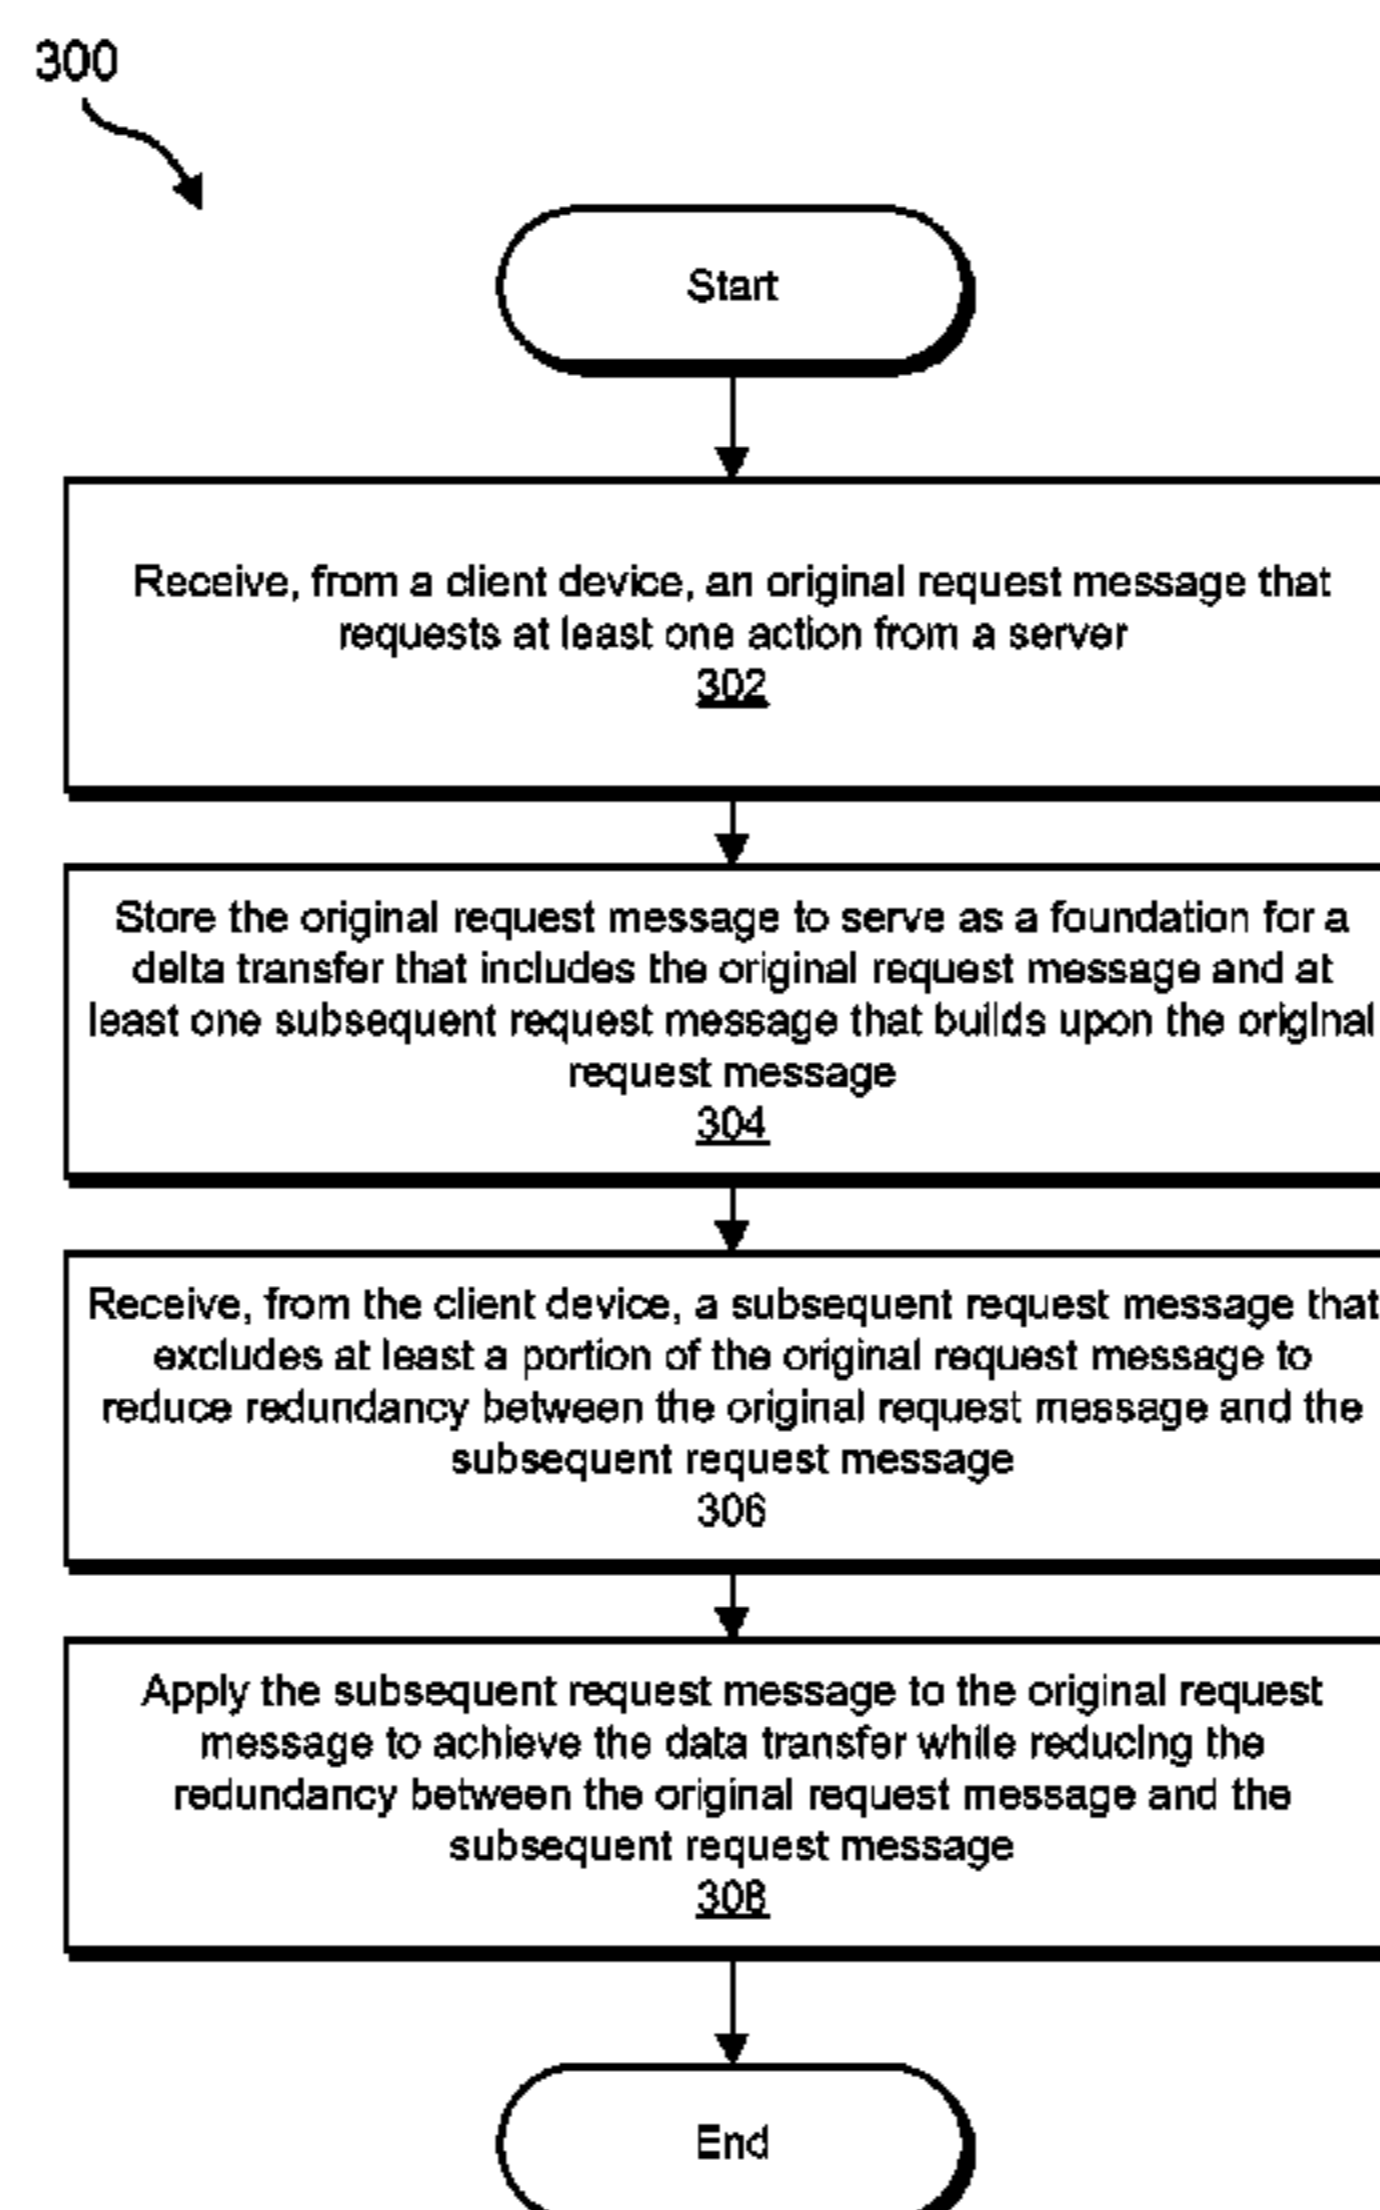 300
Start
Receive, from a client device, an original request message that
requests at least one action from a server
302
Store the original request message to serve as a foundation for a
delta transfer that includes the original request message and at
least one subsequent request message that builds upon the original
request message
304
Receive, from the client device, a subsequent request message that
excludes at least a portion of the original request message to
reduce redundancy between the original request message and the
subsequent request message
306
Apply the subsequent request message to the original request
message to achieve the data transfer while reducing the
redundancy between the original request message and the
subsequent request message
308
End